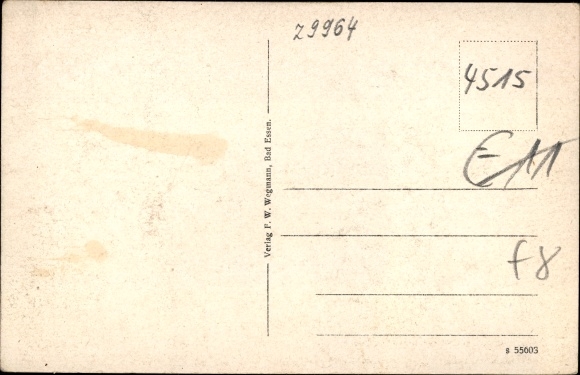 z9964
4515
E11
f8
Verlag F. W. Wegmann, Bad Essen.
s 55603